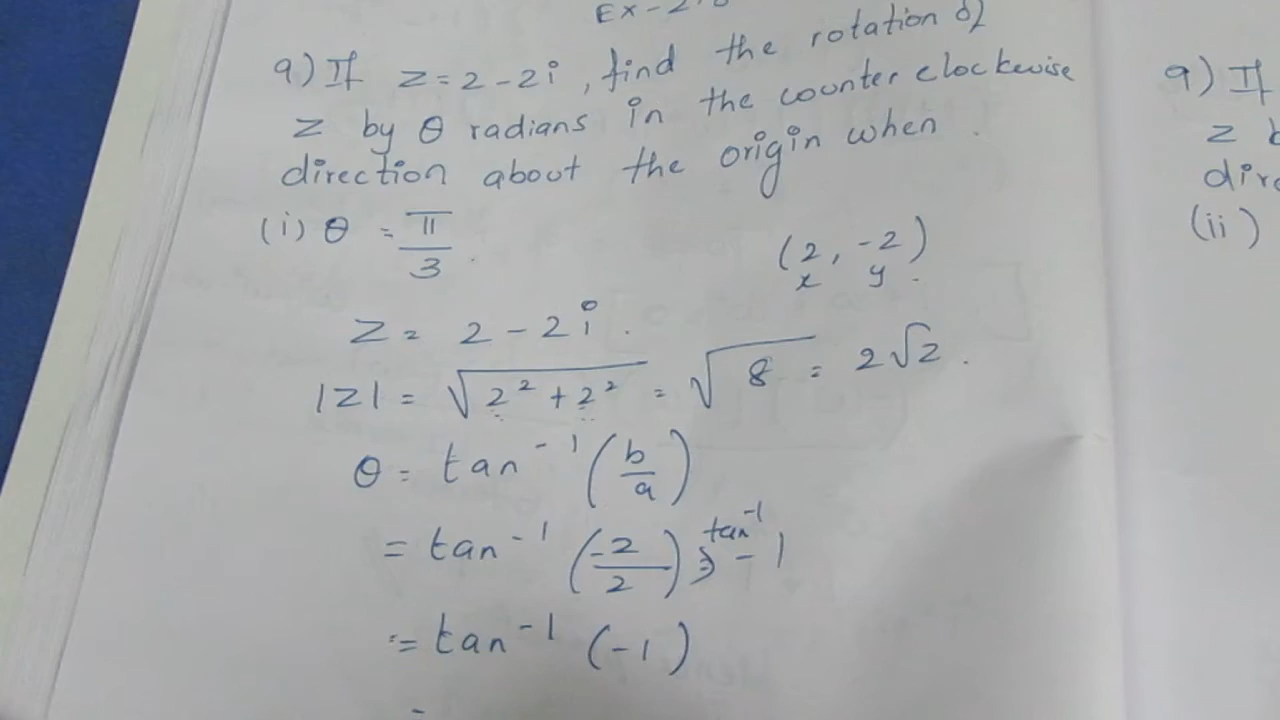 Ex-2.8
9) If z = 2 - 2i, find the rotation of
z by θ radians in the counter clockwise
direction about the origin when .
(i) θ = π/3 .
(2, -2)
x y .
Z = 2 - 2i .
|Z| = √(2² + 2²) = √8 = 2√2 .
θ = tan⁻¹ (b/a)
= tan⁻¹ (-2/2) tan⁻¹ - 1
= tan⁻¹ (-1)
9) If
z
dire
(ii)